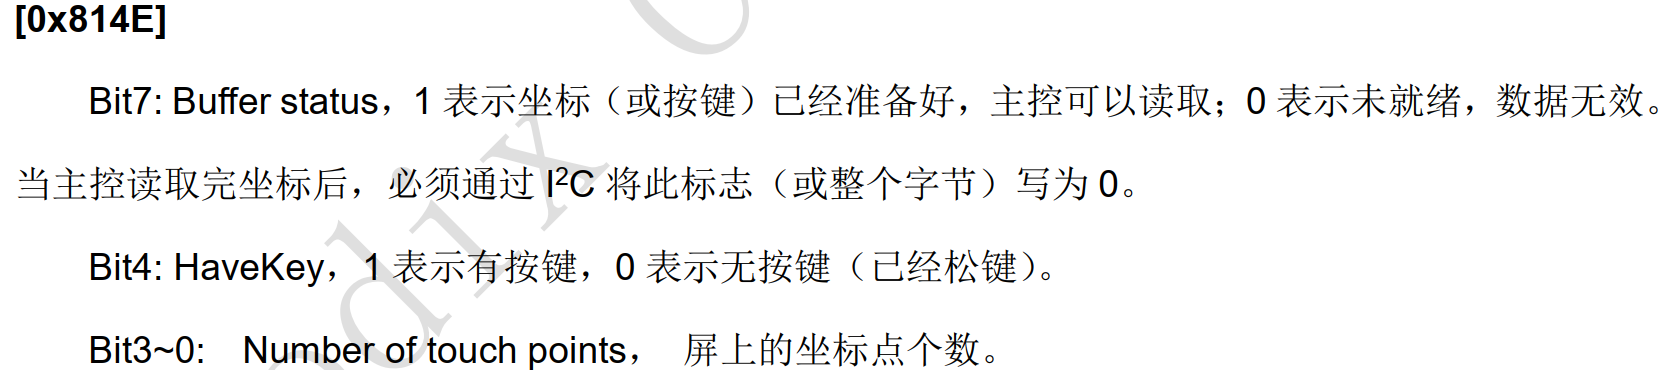 [0x814E]
Bit7: Buffer status，1 表示坐标（或按键）已经准备好，主控可以读取；0 表示未就绪，数据无效。
当主控读取完坐标后，必须通过 I²C 将此标志（或整个字节）写为 0。
Bit4: HaveKey，1 表示有按键，0 表示无按键（已经松键）。
Bit3~0: Number of touch points， 屏上的坐标点个数。